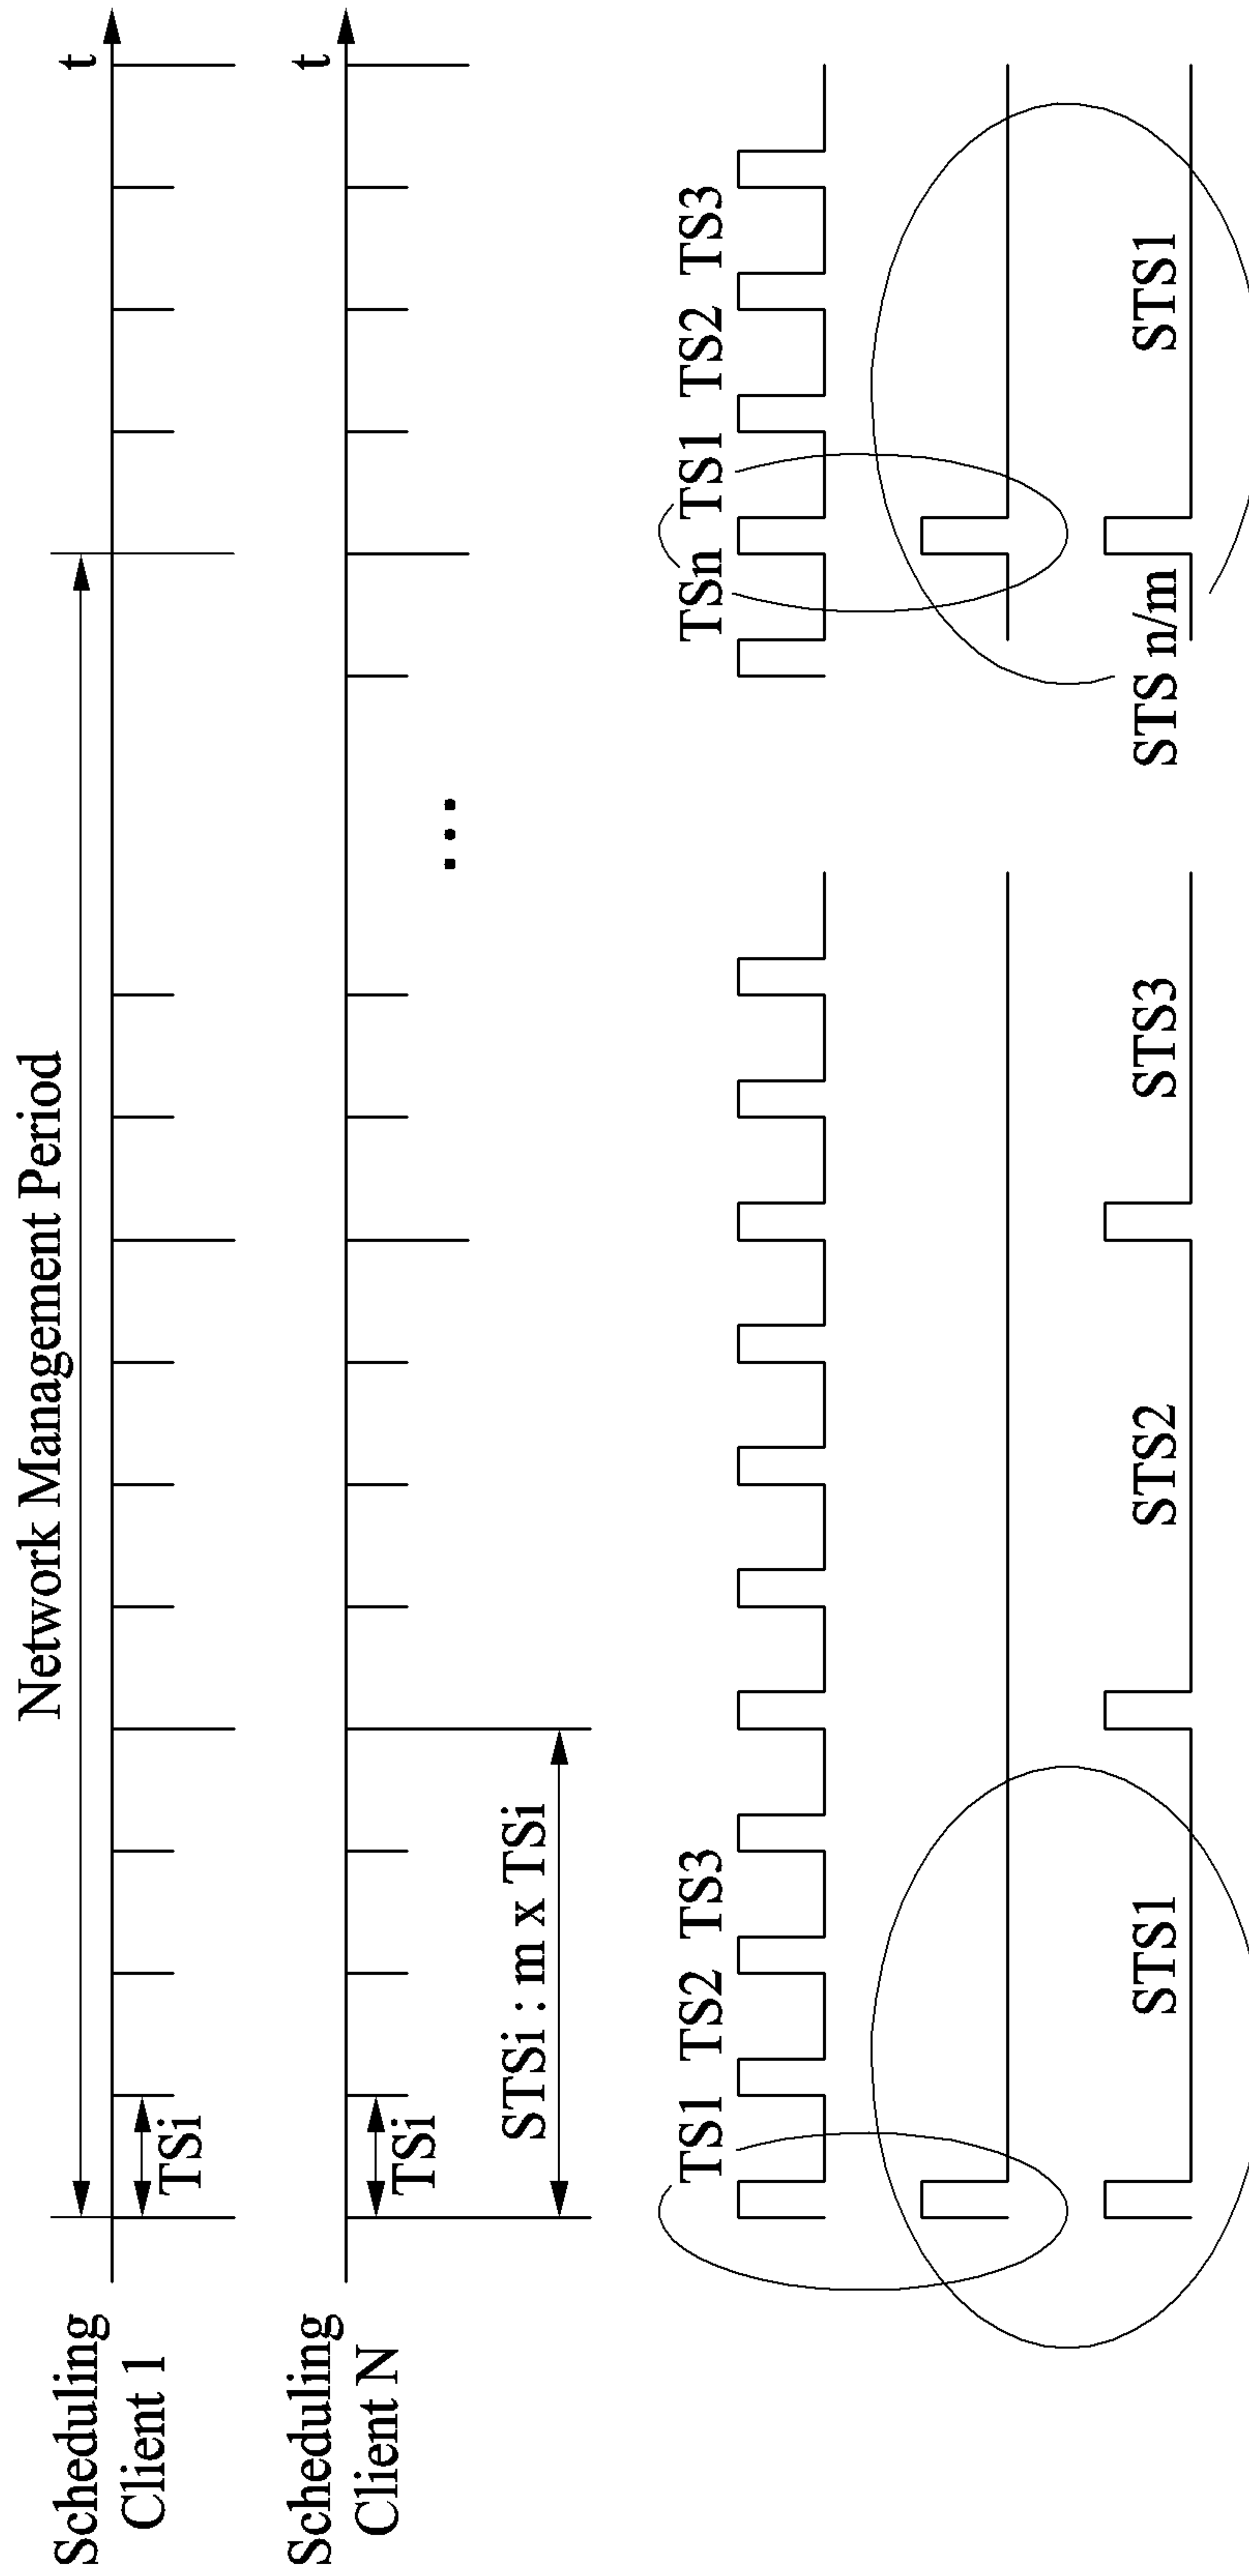 Network Management Period
Scheduling
Client 1
t
TSi
Scheduling
Client N
t
TSi
...
STSi : m x TSi
TS1 TS2 TS3
TSn TS1 TS2 TS3
STS1
STS2
STS3
STS n/m
STS1